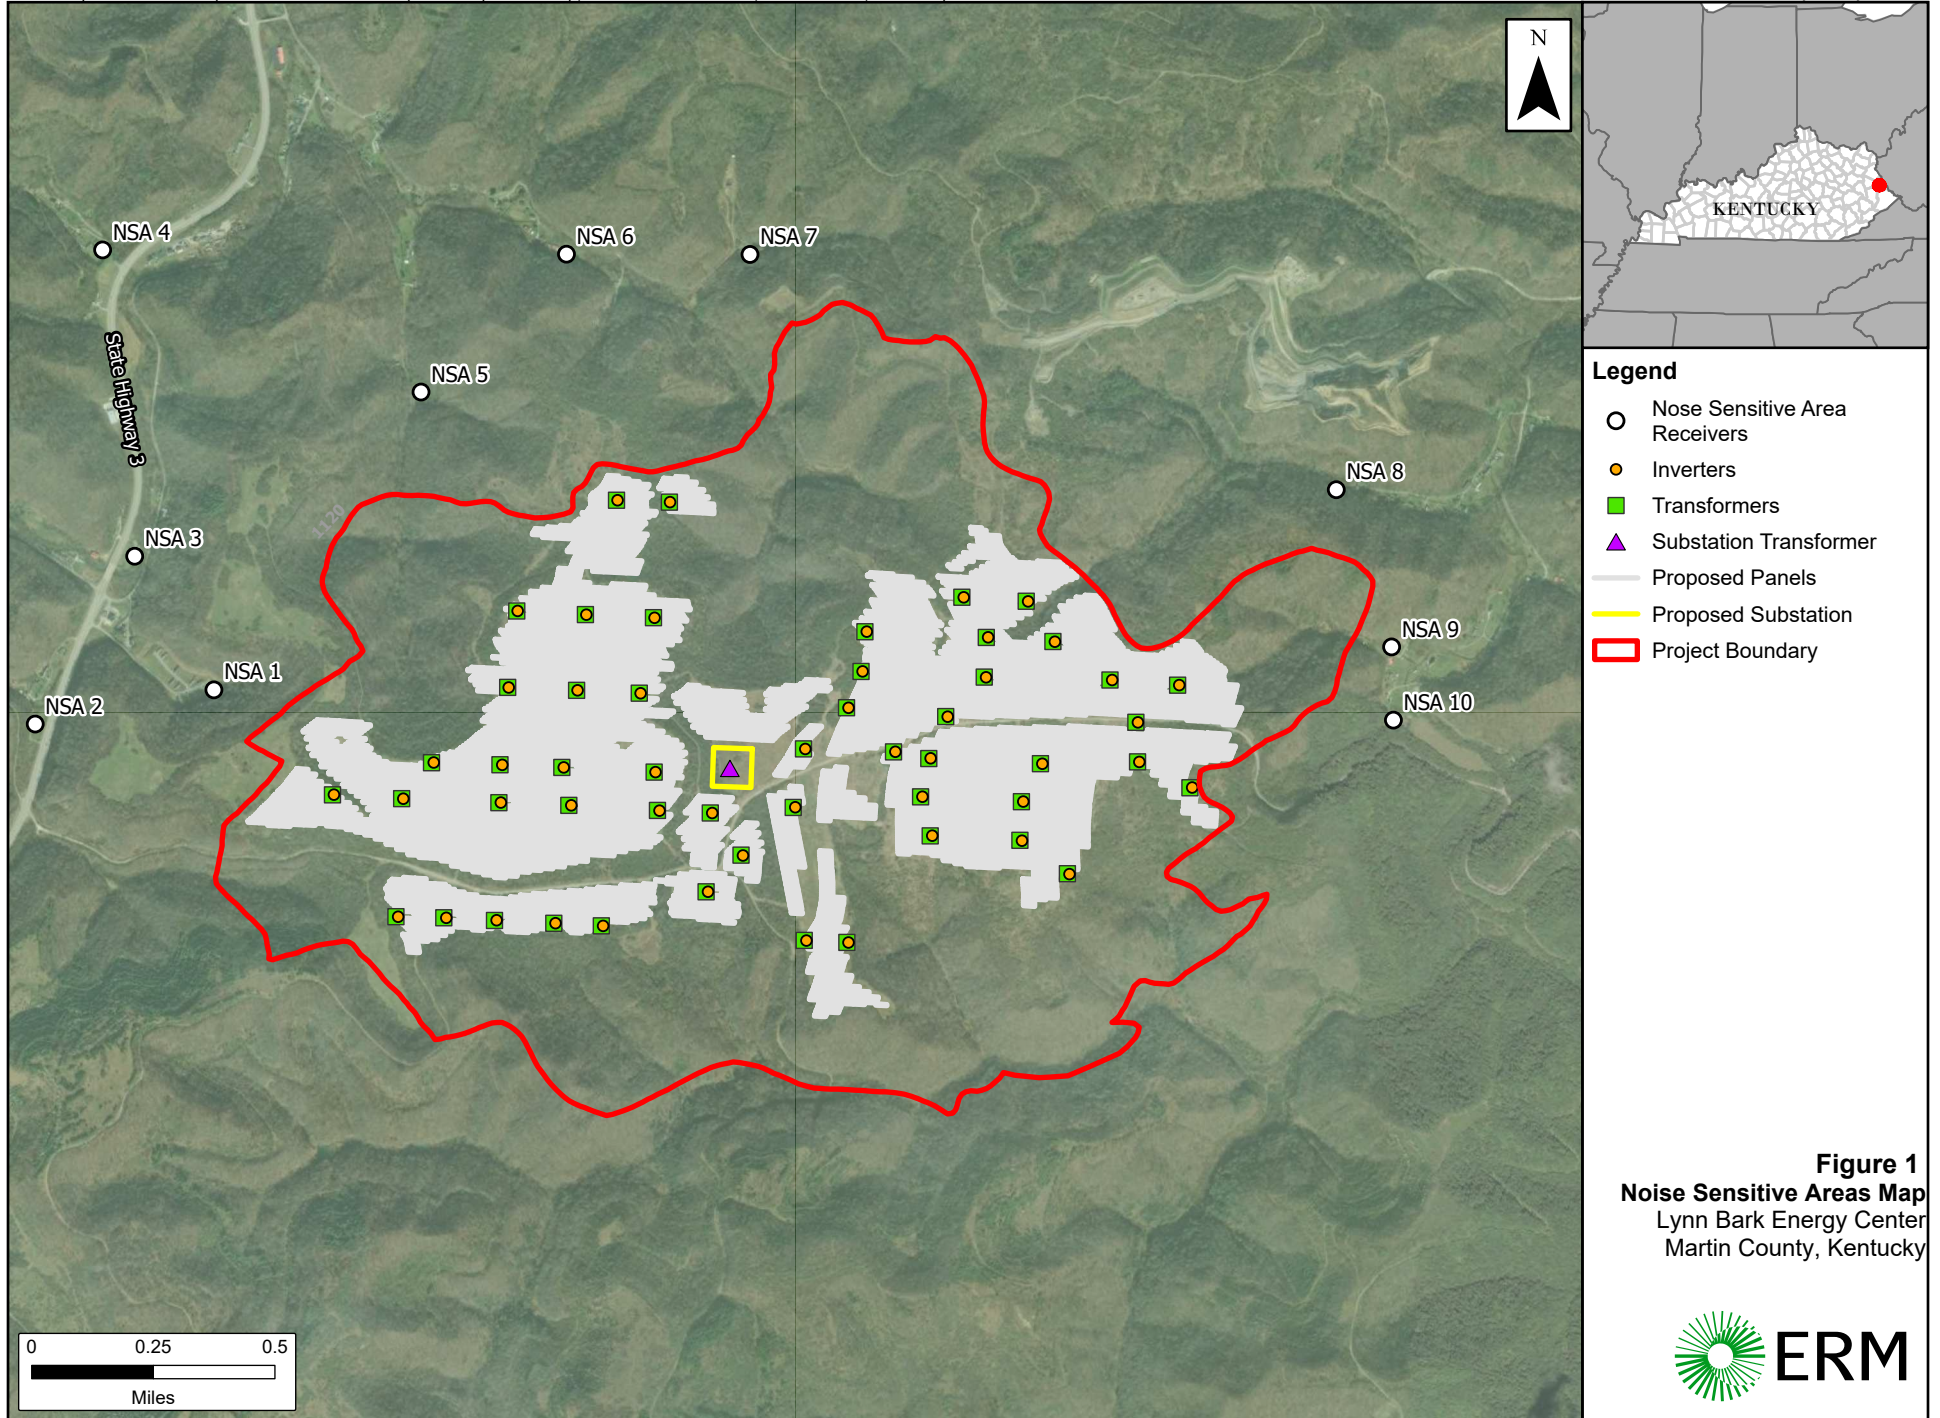 N
KENTUCKY
NSA 4
NSA 6
NSA 7
State Highway 3
NSA 5
NSA 8
1120
NSA 3
NSA 9
NSA 1
NSA 2
NSA 10
0 0.25 0.5
Miles
Legend
Nose Sensitive Area
Receivers
Inverters
Transformers
Substation Transformer
Proposed Panels
Proposed Substation
Project Boundary
Figure 1
Noise Sensitive Areas Map
Lynn Bark Energy Center
Martin County, Kentucky
ERM